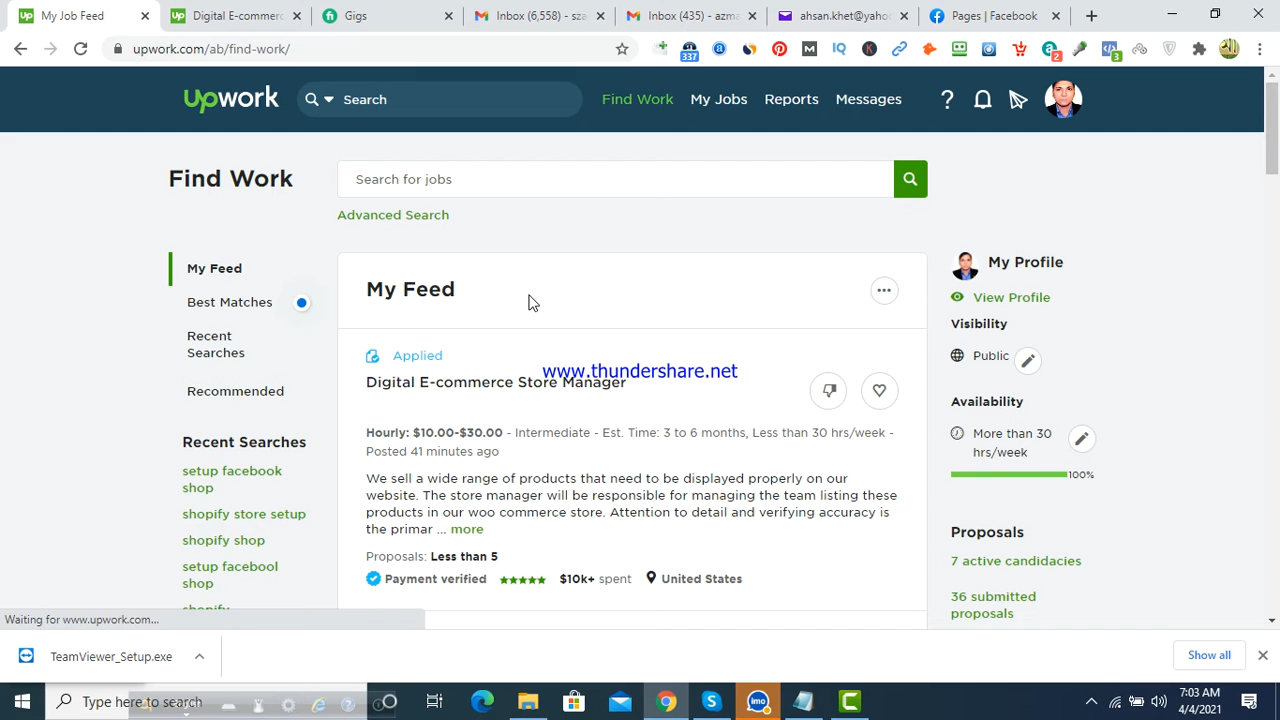 My Job Feed
Digital E-commerc
Gigs
Inbox (6,558) - sza
Inbox (435) - azma
ahsan.khet@yaho
Pages | Facebook
upwork.com/ab/find-work/
337
2
3
upwork
Search
Find Work
My Jobs
Reports
Messages
?
Find Work
Search for jobs
Advanced Search
My Feed
Best Matches
Recent
Searches
Recommended
Recent Searches
setup facebook
shop
shopify store setup
shopify shop
setup facebool
shop
shopify
My Feed
Applied
www.thundershare.net
Digital E-commerce Store Manager
Hourly: $10.00-$30.00 - Intermediate - Est. Time: 3 to 6 months, Less than 30 hrs/week -
Posted 41 minutes ago
We sell a wide range of products that need to be displayed properly on our
website. The store manager will be responsible for managing the team listing these
products in our woo commerce store. Attention to detail and verifying accuracy is
the primar ... more
Proposals: Less than 5
Payment verified
$10k+ spent
United States
My Profile
View Profile
Visibility
Public
Availability
More than 30
hrs/week
100%
Proposals
7 active candidacies
36 submitted
proposals
Waiting for www.upwork.com...
TeamViewer_Setup.exe
Show all
Type here to search
7:03 AM
4/4/2021